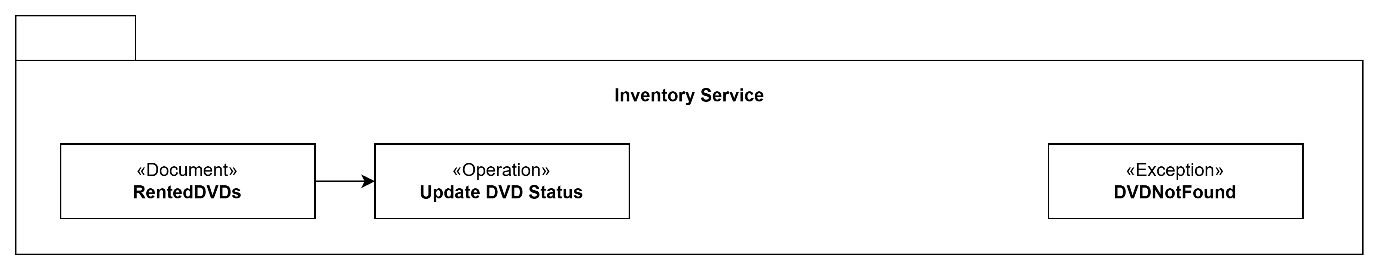 Inventory Service
«Document»
RentedDVDs
«Operation»
Update DVD Status
«Exception»
DVDNotFound